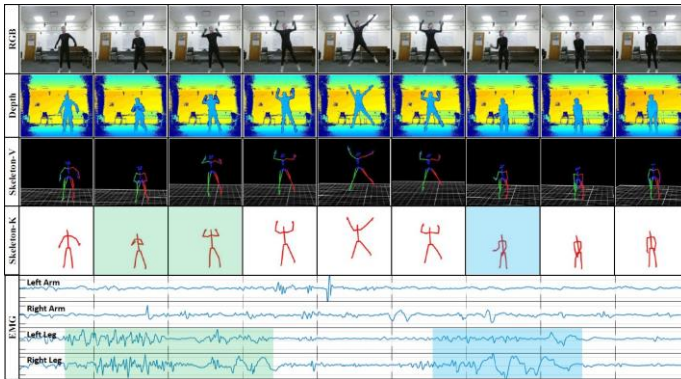 RGB
Depth
Skeleton-V
Skeleton-K
EMG
Left Arm
Right Arm
Left Leg
Right Leg